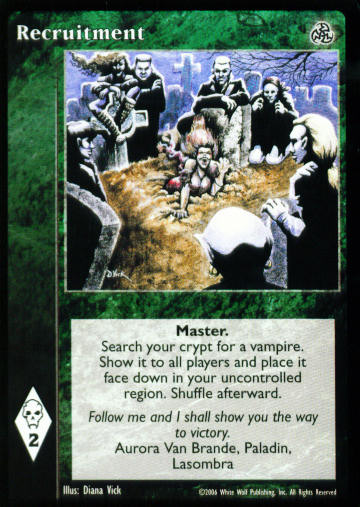 Recruitment
D.Vick
Master.
Search your crypt for a vampire.
Show it to all players and place it
face down in your uncontrolled
region. Shuffle afterward.
Follow me and I shall show you the way
to victory.
Aurora Van Brande, Paladin,
Lasombra
2
Illus: Diana Vick
©2006 White Wolf Publishing, Inc. All Rights Reserved